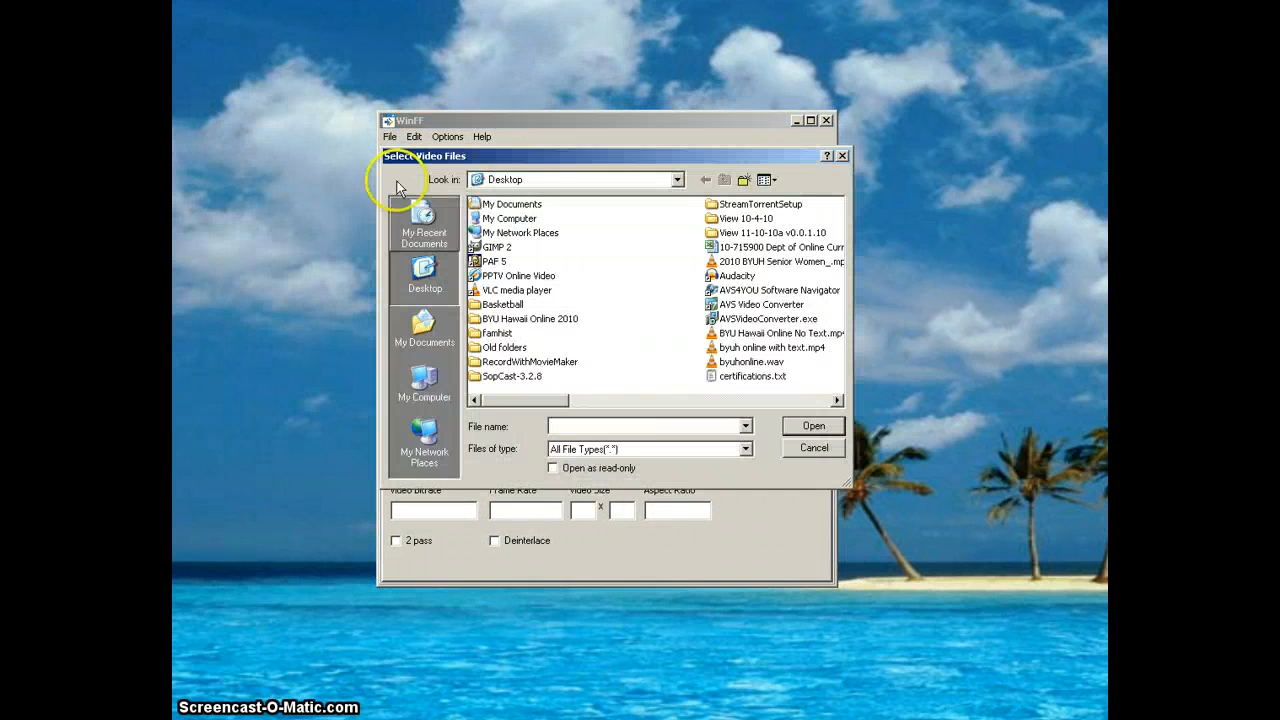 WinFF
File Edit Options Help
Select Video Files
Look in: Desktop
My Recent
Documents
Desktop
My Documents
My Computer
My Network
Places
My Documents
My Computer
My Network Places
GIMP 2
PAF 5
PPTV Online Video
VLC media player
Basketball
BYU Hawaii Online 2010
famhist
Old folders
RecordWithMovieMaker
SopCast-3.2.8
StreamTorrentSetup
View 10-4-10
View 11-10-10a v0.0.1.10
10-715900 Dept of Online Curr
2010 BYUH Senior Women_.mp
Audacity
AVS4YOU Software Navigator
AVS Video Converter
AVSVideoConverter.exe
BYU Hawaii Online No Text.mp4
byuh online with text.mp4
byuhonline.wav
certifications.txt
File name:
Open
Files of type: All File Types(*.*)
Cancel
Open as read-only
Video Bitrate Frame Rate Video Size Aspect Ratio
x
2 pass Deinterlace
Screencast-O-Matic.com